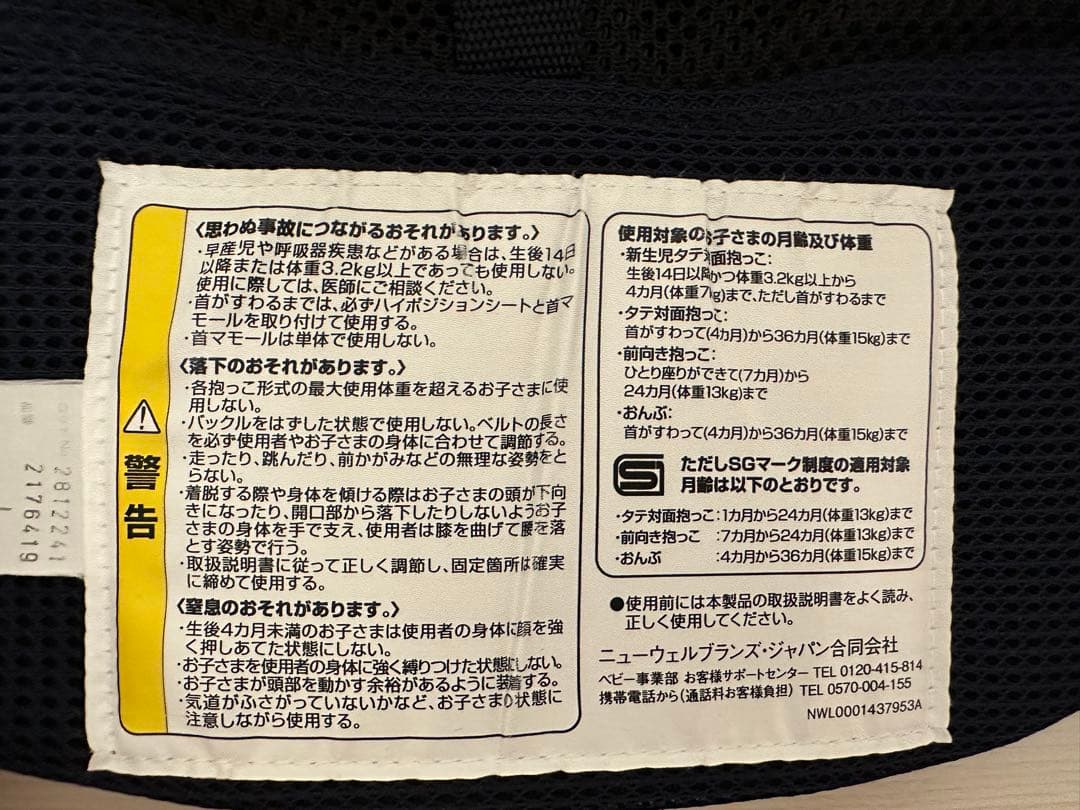 〈思わぬ事故につながるおそれがあります。〉
・早産児や呼吸器疾患などがある場合は、生後14日
以降または体重3.2kg以上であっても使用しない。
使用に際しては、医師にご相談ください。
・首がすわるまでは、必ずハイポジションシートと首マ
モールを取り付けて使用する。
・首マモールは単体で使用しない。
〈落下のおそれがあります。〉
・各抱っこ形式の最大使用体重を超えるお子さまに使
用しない。
・バックルをはずした状態で使用しない。ベルトの長さ
を必ず使用者やお子さまの身体に合わせて調節する。
・走ったり、跳んだり、前かがみなどの無理な姿勢をと
らない。
・着脱する際や身体を傾ける際はお子さまの頭が下向
きになったり、開口部から落下したりしないようお子
さまの身体を手で支え、使用者は膝を曲げて腰を落
とす姿勢で行う。
・取扱説明書に従って正しく調節し、固定箇所は確実
に締めて使用する。
〈窒息のおそれがあります。〉
・生後4カ月未満のお子さまは使用者の身体に顔を強
く押しあてた状態にしない。
・お子さまを使用者の身体に強く縛りつけた状態にしない。
・お子さまが頭部を動かす余裕があるように装着する。
・気道がふさがっていないかなど、お子さまの状態に
注意しながら使用する。
警告
使用対象のお子さまの月齢及び体重
・新生児タテ対面抱っこ:
生後14日以降かつ体重3.2kg以上から
4カ月(体重7kg)まで、ただし首がすわるまで
・タテ対面抱っこ:
首がすわって(4カ月)から36カ月(体重15kg)まで
・前向き抱っこ:
ひとり座りができて(7カ月)から
24カ月(体重13kg)まで
・おんぶ:
首がすわって(4カ月)から36カ月(体重15kg)まで
ただしSGマーク制度の適用対象
月齢は以下のとおりです。
・タテ対面抱っこ:1カ月から24カ月(体重13kg)まで
・前向き抱っこ :7カ月から24カ月(体重13kg)まで
・おんぶ :4カ月から36カ月(体重15kg)まで
●使用前には本製品の取扱説明書をよく読み、
正しく使用してください。
ニューウェルブランズ・ジャパン合同会社
ベビー事業部 お客様サポートセンター TEL 0120-415-814
携帯電話から(通話料お客様負担) TEL 0570-004-155
NWL0001437953A
28122241
2176419